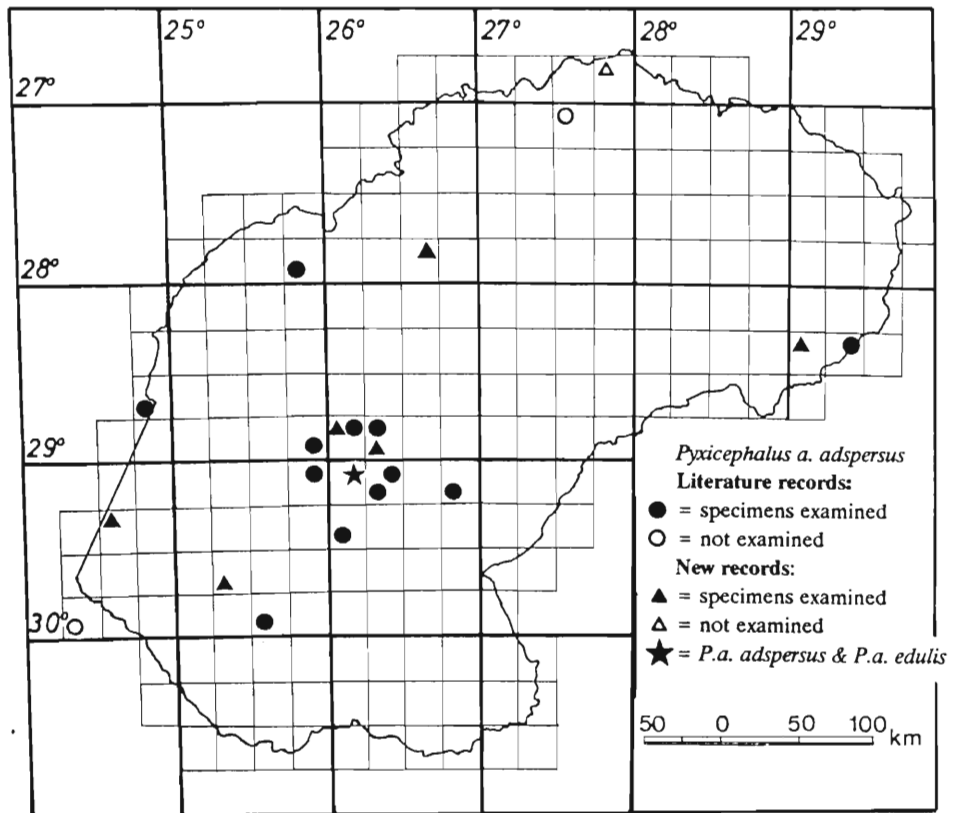 25° 26° 27° 28° 29°
27°
28°
29°
30°
Pyxicephalus a. adspersus
Literature records:
= specimens examined
= not examined
New records:
= specimens examined
= not examined
= P.a. adspersus & P.a. edulis
50 0 50 100
km